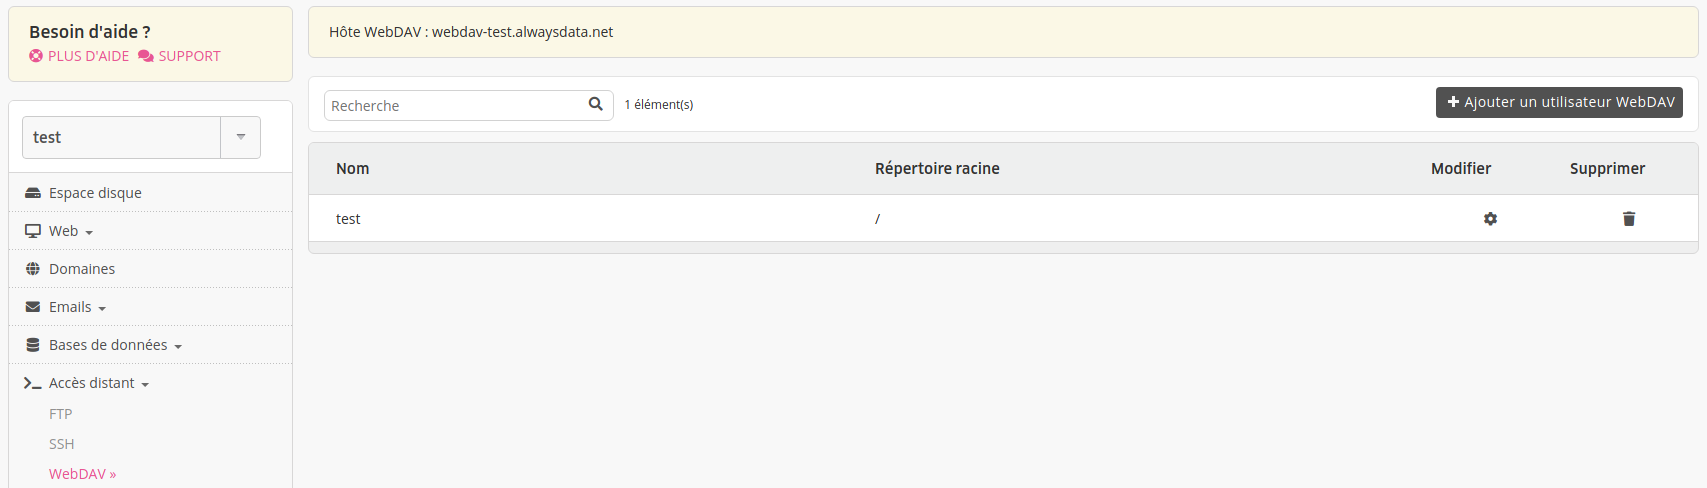 Besoin d'aide ?
PLUS D'AIDE SUPPORT
test
Espace disque
Web
Domaines
Emails
Bases de données
Accès distant
FTP
SSH
WebDAV »
Hôte WebDAV : webdav-test.alwaysdata.net
Recherche 1 élément(s) Ajouter un utilisateur WebDAV
Nom Répertoire racine Modifier Supprimer
test /